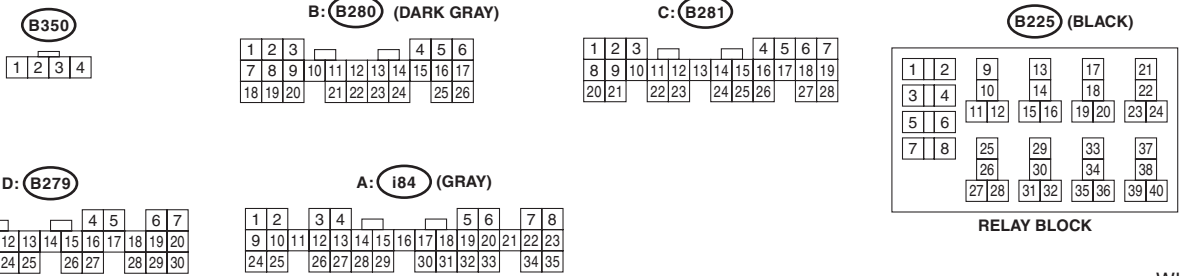 B350
1 2 3 4
B: B280 (DARK GRAY)
1 2 3 4 5 6
7 8 9 10 11 12 13 14 15 16 17
18 19 20 21 22 23 24 25 26
C: B281
1 2 3 4 5 6 7
8 9 10 11 12 13 14 15 16 17 18 19
20 21 22 23 24 25 26 27 28
B225 (BLACK)
1 2 9 13 17 21
3 4 10 14 18 22
11 12 15 16 19 20 23 24
5 6
7 8 25 29 33 37
26 30 34 38
27 28 31 32 35 36 39 40
RELAY BLOCK
D: B279
4 5 6 7
12 13 14 15 16 17 18 19 20
24 25 26 27 28 29 30
A: i84 (GRAY)
1 2 3 4 5 6 7 8
9 10 11 12 13 14 15 16 17 18 19 20 21 22 23
24 25 26 27 28 29 30 31 32 33 34 35